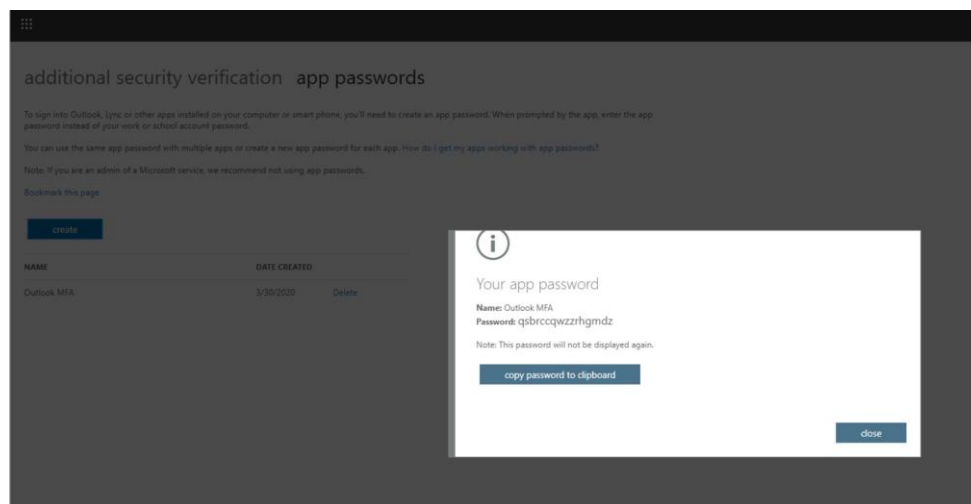 additional security verification app passwords
To sign into Outlook, Lync or other apps installed on your computer or smart phone, you'll need to create an app password. When prompted by the app, enter the app
password instead of your work or school account password.
You can use the same app password with multiple apps or create a new app password for each app. How do I get my apps working with app passwords?
Note: If you are an admin of a Microsoft service, we recommend not using app passwords.
Bookmark this page
create
NAME DATE CREATED
Outlook MFA 3/30/2020 Delete
Your app password
Name: Outlook MFA
Password: qsbrccqwzzrhgmdz
Note: This password will not be displayed again.
copy password to clipboard
close